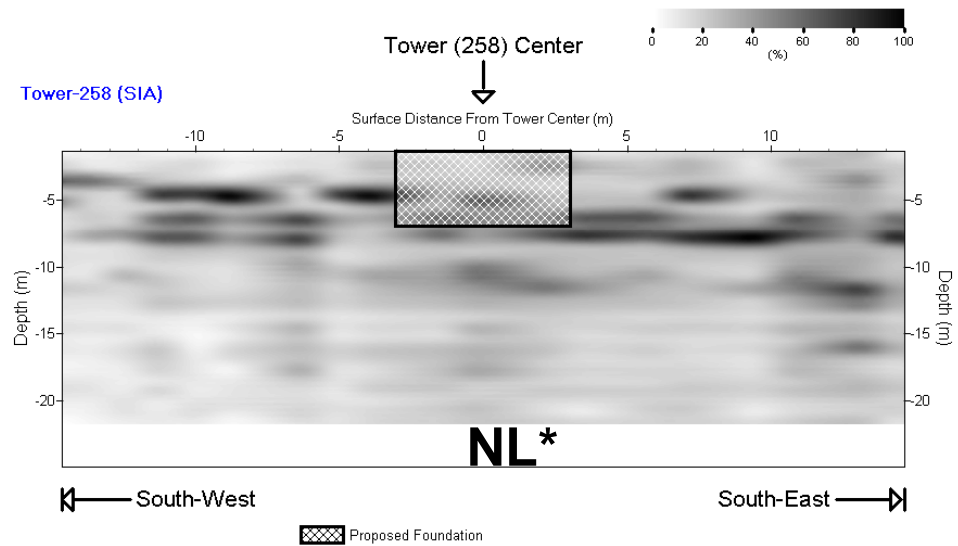 0 20 40 60 80 100
(%)
Tower (258) Center
Tower-258 (SIA)
Surface Distance From Tower Center (m)
-10 -5 0 5 10
-5 -5
-10 -10
-15 -15
-20 -20
Depth (m)
Depth (m)
NL*
South-West South-East
Proposed Foundation